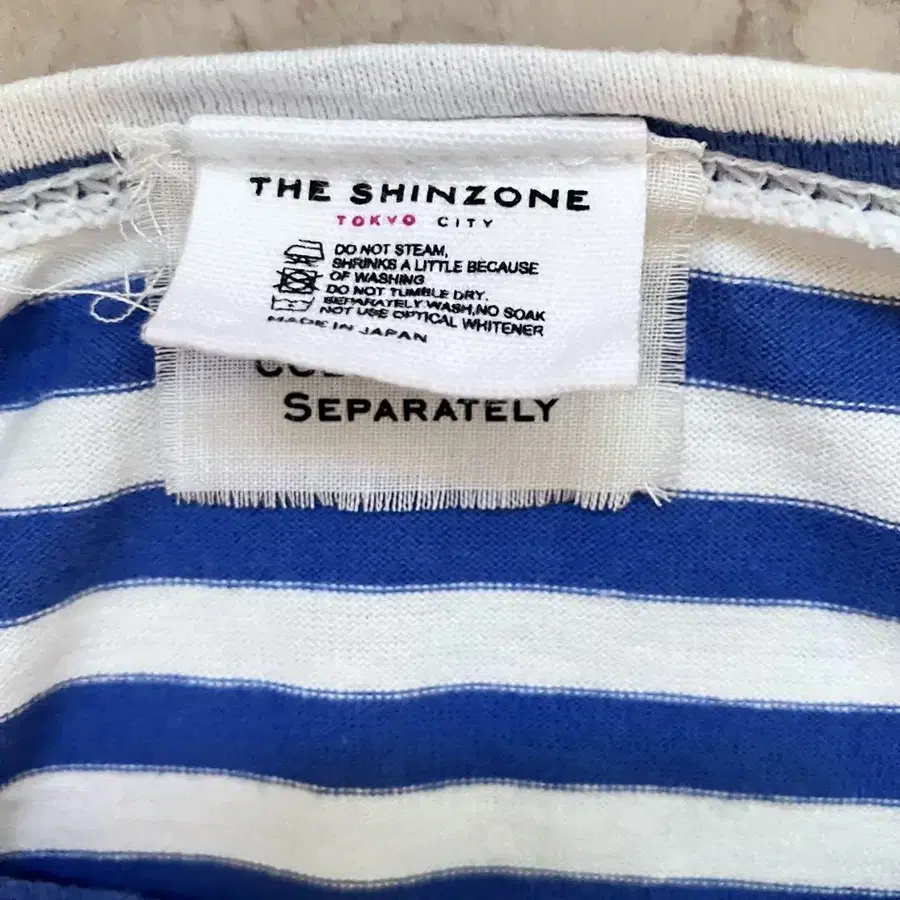 THE SHINZONE
TOKYO CITY
DO NOT STEAM,
SHRINKS A LITTLE BECAUSE
OF WASHING
DO NOT TUMBLE DRY.
SEPARATELY WASH,NO SOAK
NOT USE OPTICAL WHITENER
MADE IN JAPAN
SEPARATELY